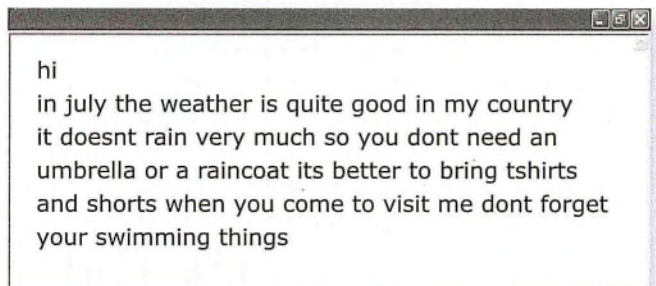 hi
in july the weather is quite good in my country
it doesnt rain very much so you dont need an
umbrella or a raincoat its better to bring tshirts
and shorts when you come to visit me dont forget
your swimming things